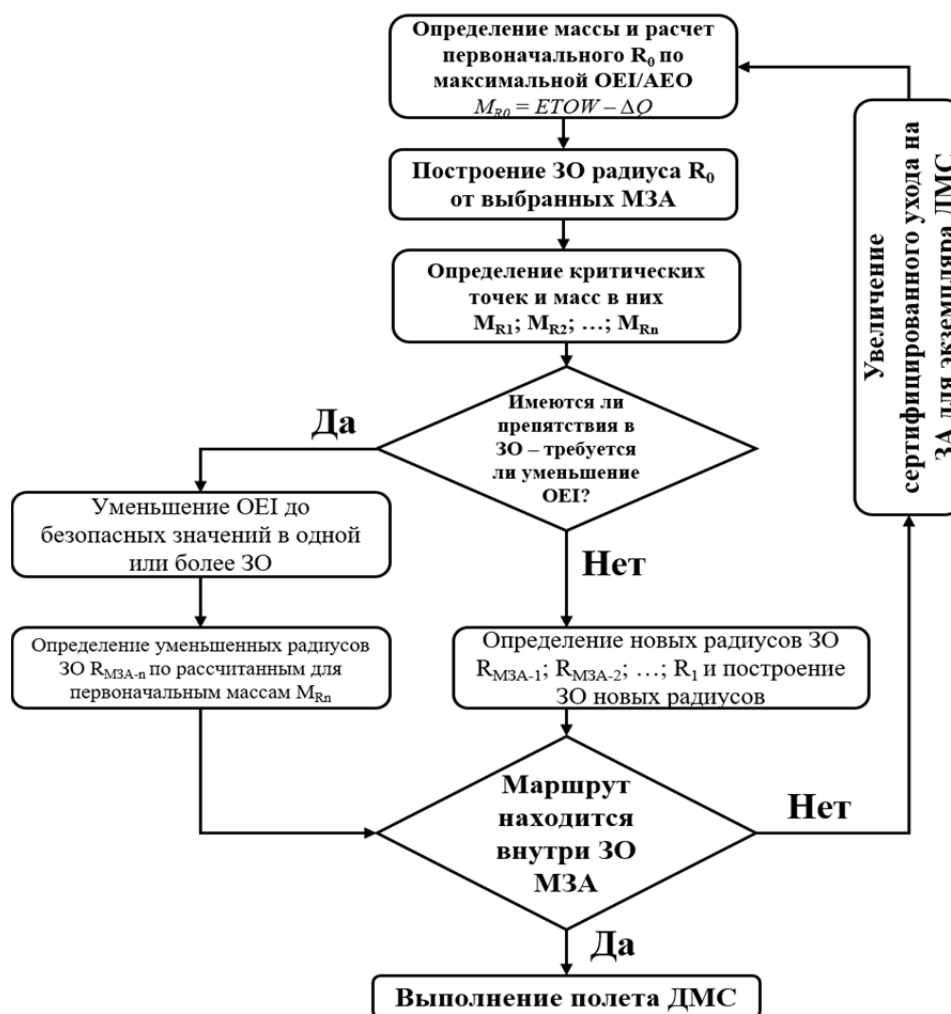 Определение массы и расчет
первоначального R₀ по
максимальной OEI/AEO
M_R0 = ETOW – ΔQ
Построение ЗО радиуса R₀
от выбранных МЗА
Определение критических
точек и масс в них
M_R1; M_R2; …; M_Rn
Имеются ли
препятствия в
ЗО – требуется
ли уменьшение
OEI?
Да
Уменьшение OEI до
безопасных значений в одной
или более ЗО
Определение уменьшенных радиусов
ЗО R_МЗА-n по рассчитанным для
первоначальным массам M_Rn
Нет
Определение новых радиусов ЗО
R_МЗА-1; R_МЗА-2; …; R₁ и построение
ЗО новых радиусов
Маршрут
находится
внутри ЗО
МЗА
Нет
Увеличение
сертифицированного ухода на
ЗА для экземпляра ДМС
Да
Выполнение полета ДМС